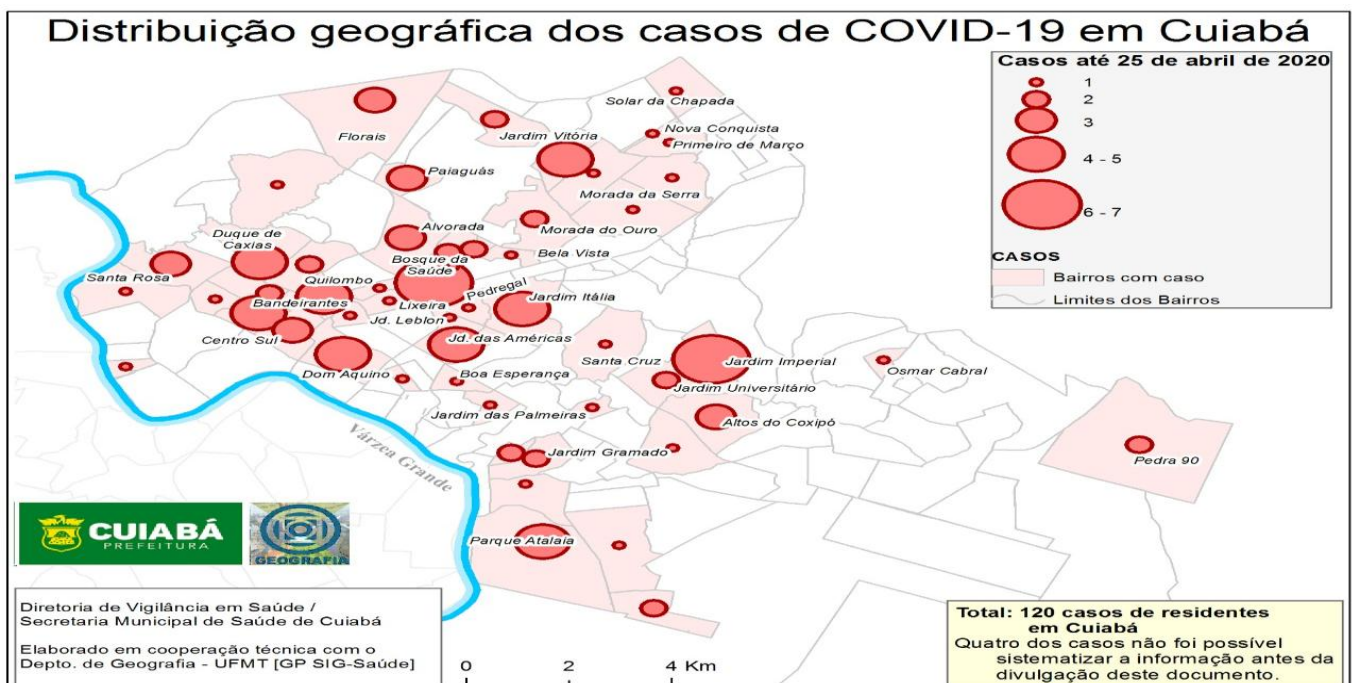 Distribuição geográfica dos casos de COVID-19 em Cuiabá
Casos até 25 de abril de 2020
1
2
3
4 - 5
6 - 7
CASOS
Bairros com caso
Limites dos Bairros
Solar da Chapada
Florais
Jardim Vitória
Nova Conquista
Primeiro de Março
Paiaguás
Morada da Serra
Duque de
Caxias
Alvorada
Morada do Ouro
Bosque da
Saúde
Bela Vista
Santa Rosa
Quilombo
Pedregal
Bandeirantes
Lixeira
Jardim Itália
Jd. Leblon
Centro Sul
Jd. das Américas
Santa Cruz
Jardim Imperial
Osmar Cabral
Dom Aquino
Boa Esperança
Jardim Universitário
Jardim das Palmeiras
Altos do Coxipó
Várzea Grande
Jardim Gramado
Pedra 90
Parque Atalaia
CUIABÁ
PREFEITURA
GEOGRAFIA
Diretoria de Vigilância em Saúde /
Secretaria Municipal de Saúde de Cuiabá
Elaborado em cooperação técnica com o
Depto. de Geografia - UFMT [GP SIG-Saúde]
0 2 4 Km
Total: 120 casos de residentes
em Cuiabá
Quatro dos casos não foi possível
sistematizar a informação antes da
divulgação deste documento.